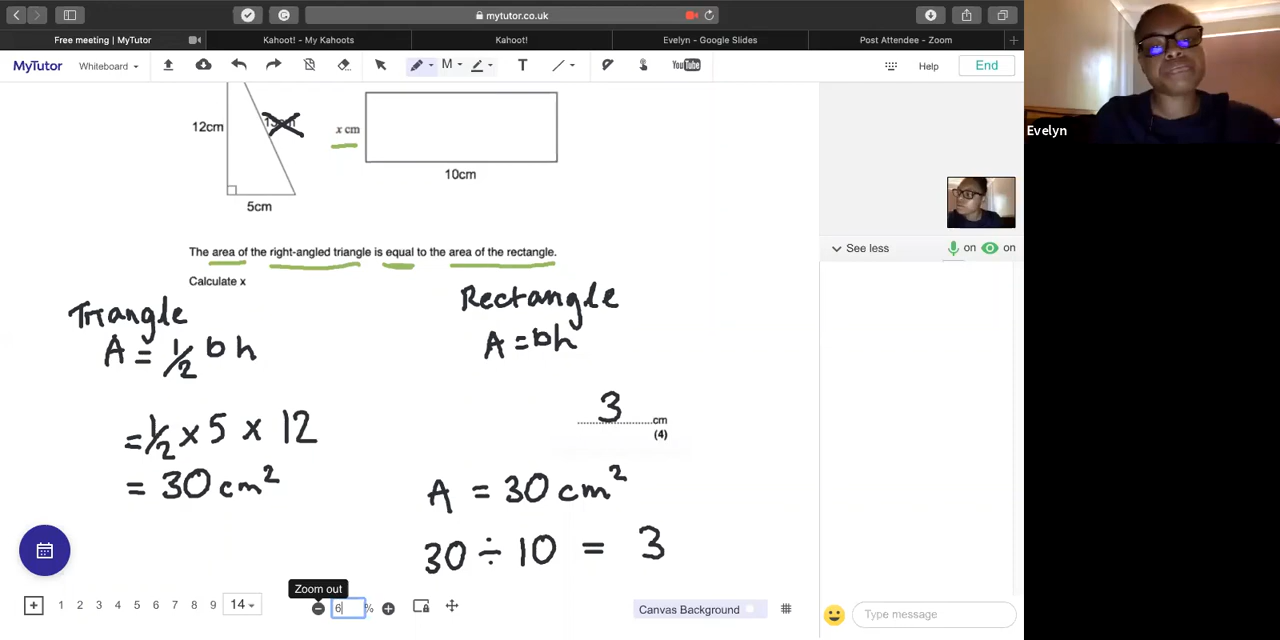 mytutor.co.uk
Free meeting | MyTutor
Kahoot! - My Kahoots
Kahoot!
Evelyn - Google Slides
Post Attendee - Zoom
MyTutor
Whiteboard
M
T
You Tube
Help
End
Evelyn
12cm
x cm
10cm
5cm
The area of the right-angled triangle is equal to the area of the rectangle.
Calculate x
Triangle
A = 1/2 b h
= 1/2 x 5 x 12
= 30 cm²
Rectangle
A = bh
3
cm
(4)
A = 30 cm²
30 ÷ 10 = 3
See less
on
on
Zoom out
1 2 3 4 5 6 7 8 9 14
6 %
Canvas Background
Type message